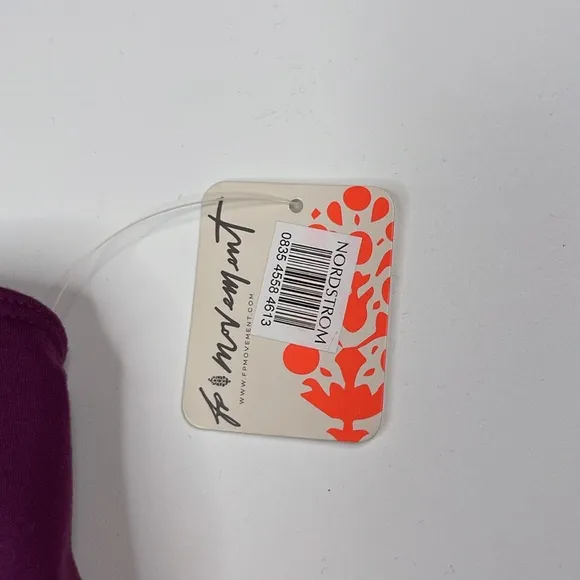 fp movement
WWW.FPMOVEMENT.COM
NORDSTROM
0835 4558 4613